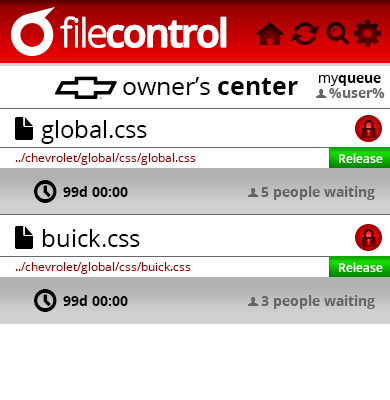 filecontrol
owner's center
myqueue
%user%
global.css
../chevrolet/global/css/global.css
Release
99d 00:00
5 people waiting
buick.css
../chevrolet/global/css/buick.css
Release
99d 00:00
3 people waiting